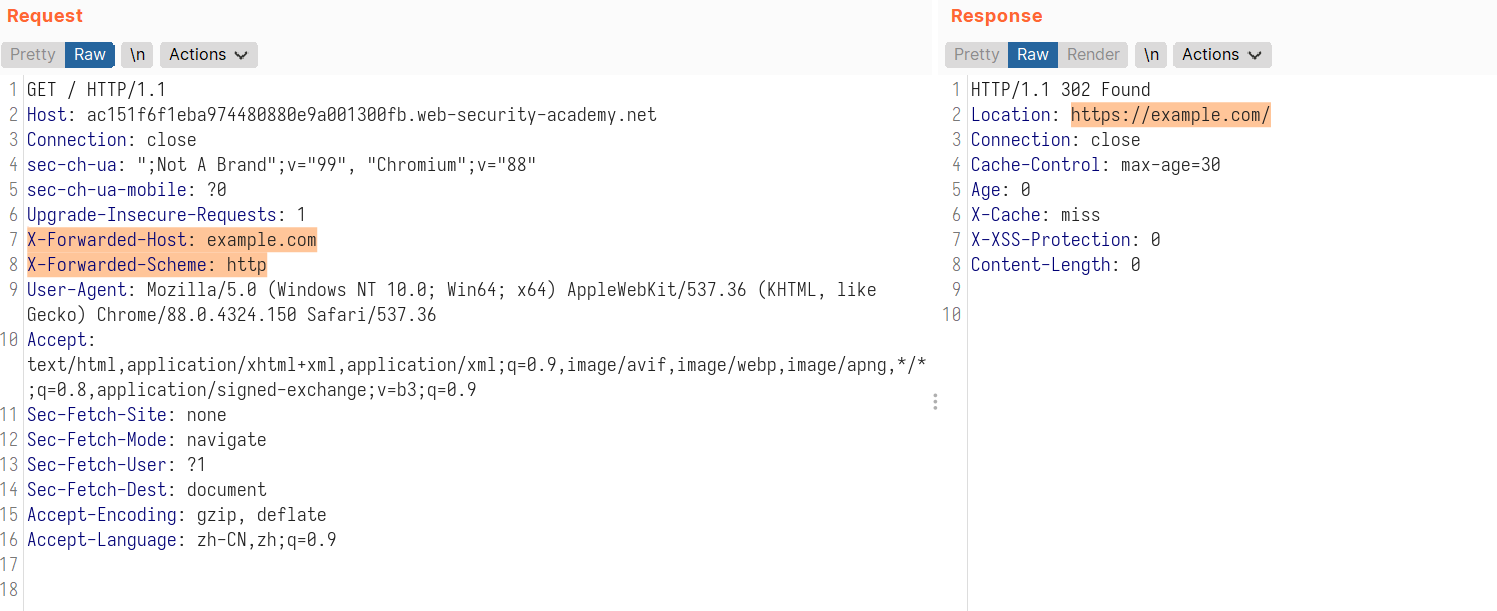 Request
Pretty Raw \n Actions
1 GET / HTTP/1.1
2 Host: ac151f6f1eba974480880e9a001300fb.web-security-academy.net
3 Connection: close
4 sec-ch-ua: ";Not A Brand";v="99", "Chromium";v="88"
5 sec-ch-ua-mobile: ?0
6 Upgrade-Insecure-Requests: 1
7 X-Forwarded-Host: example.com
8 X-Forwarded-Scheme: http
9 User-Agent: Mozilla/5.0 (Windows NT 10.0; Win64; x64) AppleWebKit/537.36 (KHTML, like
Gecko) Chrome/88.0.4324.150 Safari/537.36
10 Accept:
text/html,application/xhtml+xml,application/xml;q=0.9,image/avif,image/webp,image/apng,*/*
;q=0.8,application/signed-exchange;v=b3;q=0.9
11 Sec-Fetch-Site: none
12 Sec-Fetch-Mode: navigate
13 Sec-Fetch-User: ?1
14 Sec-Fetch-Dest: document
15 Accept-Encoding: gzip, deflate
16 Accept-Language: zh-CN,zh;q=0.9
17
18
Response
Pretty Raw Render \n Actions
1 HTTP/1.1 302 Found
2 Location: https://example.com/
3 Connection: close
4 Cache-Control: max-age=30
5 Age: 0
6 X-Cache: miss
7 X-XSS-Protection: 0
8 Content-Length: 0
9
10